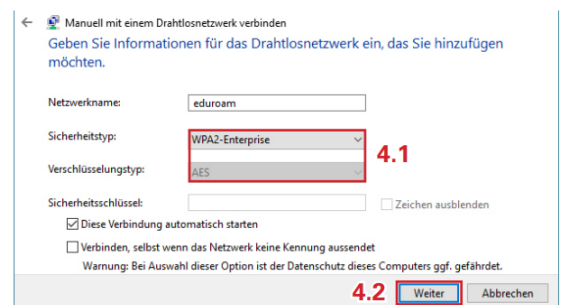 Manuell mit einem Drahtlosnetzwerk verbinden
Geben Sie Informationen für das Drahtlosnetzwerk ein, das Sie hinzufügen
möchten.
Netzwerkname: eduroam
Sicherheitstyp: WPA2-Enterprise
4.1
Verschlüsselungstyp: AES
Sicherheitsschlüssel: Zeichen ausblenden
Diese Verbindung automatisch starten
Verbinden, selbst wenn das Netzwerk keine Kennung aussendet
Warnung: Bei Auswahl dieser Option ist der Datenschutz dieses Computers ggf. gefährdet.
4.2 Weiter Abbrechen